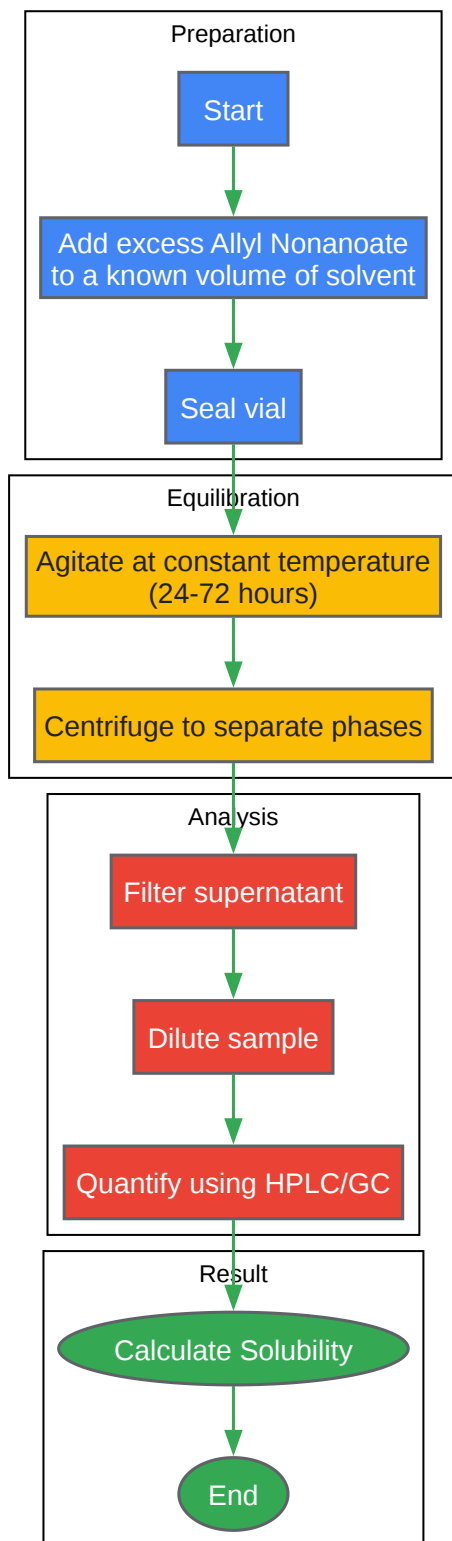 Preparation
Start
Add excess Allyl Nonanoate
to a known volume of solvent
Seal vial
Equilibration
Agitate at constant temperature
(24-72 hours)
Centrifuge to separate phases
Analysis
Filter supernatant
Dilute sample
Quantify using HPLC/GC
Result
Calculate Solubility
End